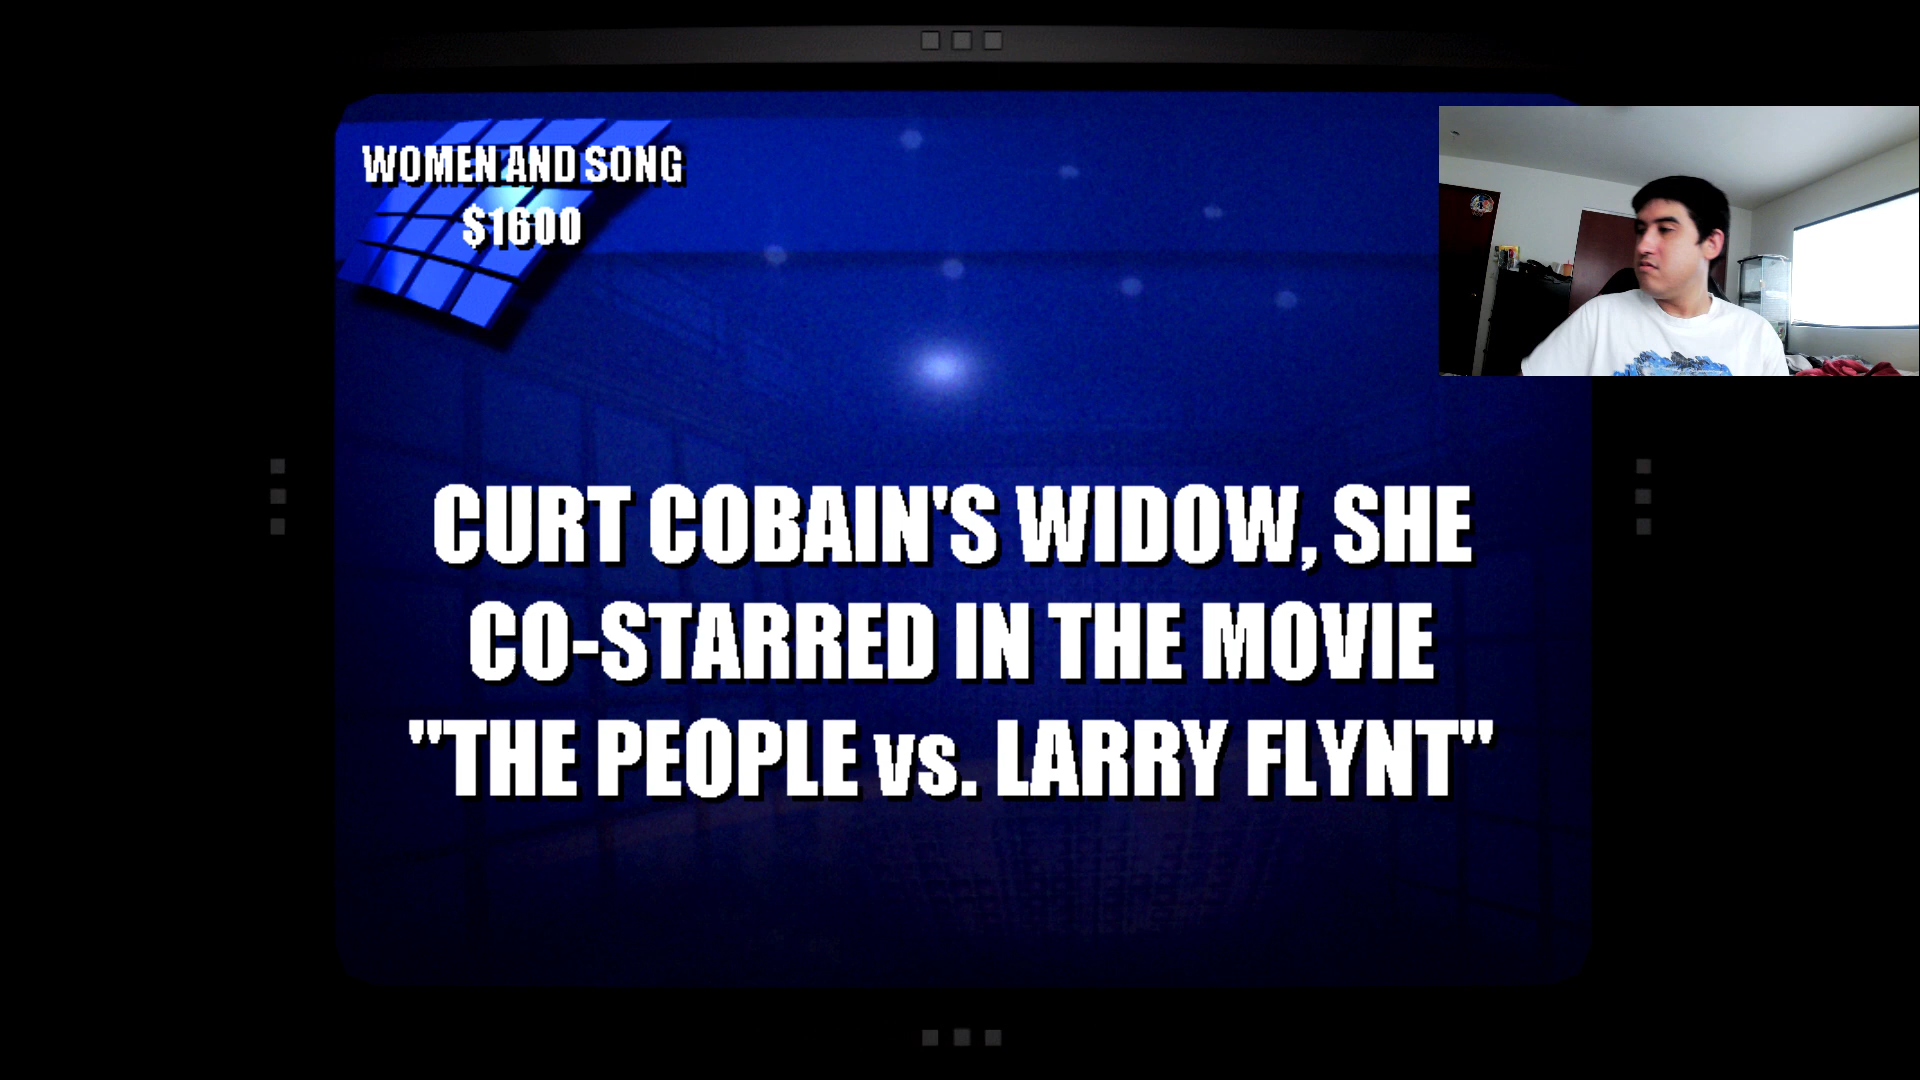 WOMEN AND SONG
$1600
CURT COBAIN'S WIDOW, SHE
CO-STARRED IN THE MOVIE
"THE PEOPLE vs. LARRY FLYNT"